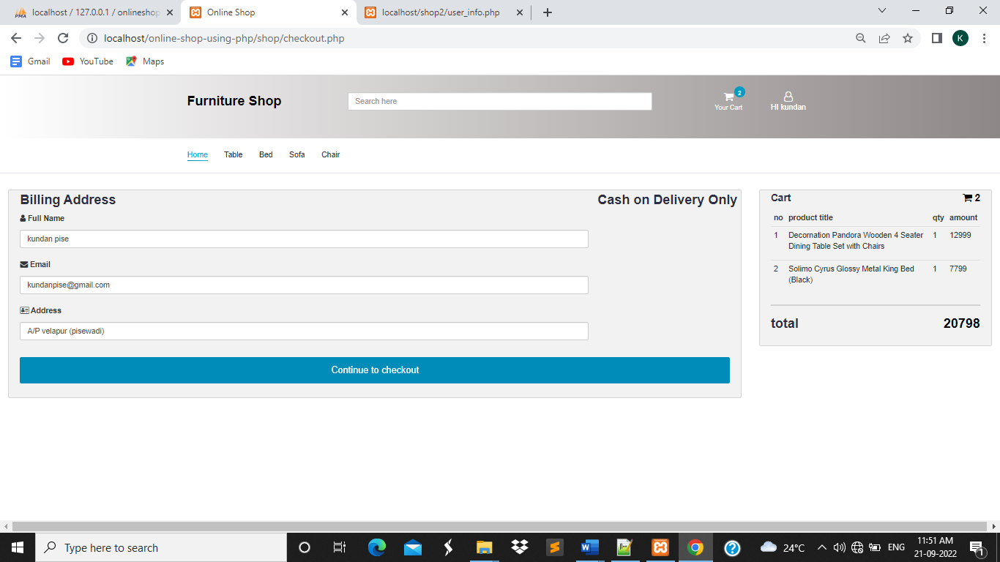 localhost / 127.0.0.1 / onlineshop
Online Shop
localhost/shop2/user_info.php
localhost/online-shop-using-php/shop/checkout.php
K
Gmail
YouTube
Maps
Furniture Shop
Search here
2
Your Cart
HI kundan
Home
Table
Bed
Sofa
Chair
Billing Address
Cash on Delivery Only
Full Name
kundan pise
Email
kundanpise@gmail.com
Address
A/P velapur (pisewadi)
Continue to checkout
Cart 2
no product title qty amount
1 Decornation Pandora Wooden 4 Seater 1 12999
Dining Table Set with Chairs
2 Solimo Cyrus Glossy Metal King Bed 1 7799
(Black)
total 20798
Type here to search
24°C
ENG
11:51 AM
21-09-2022
1